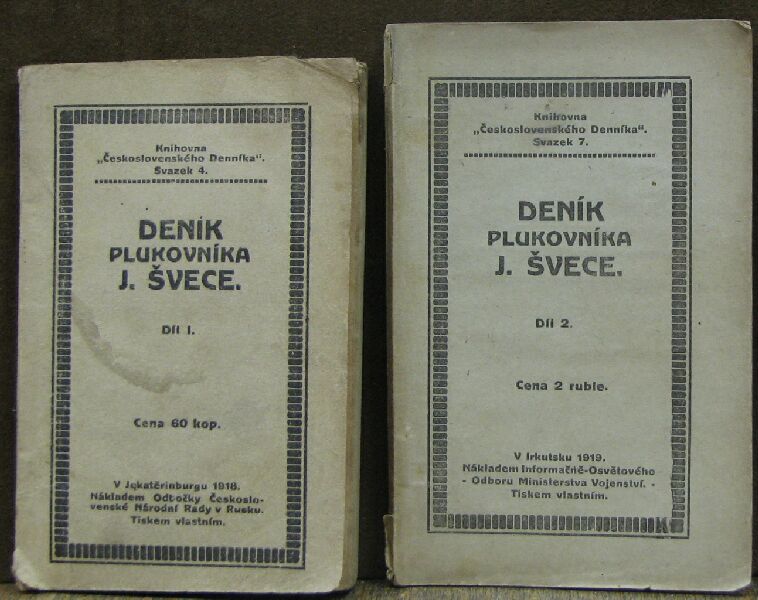 Knihovna
„Československého Denníka“.
Svazek 4.
DENÍK
PLUKOVNÍKA
J. ŠVECE.
Díl I.
Cena 60 kop.
V Jekatěrinburgu 1918.
Nákladem Odtočky Českoslo-
venské Národní Rady v Rusku.
Tiskem vlastním.
Knihovna
„Československého Denníka“.
Svazek 7.
DENÍK
PLUKOVNÍKA
J. ŠVECE.
Díl 2.
Cena 2 ruble.
V Irkutsku 1919.
Nákladem Informačně-Osvětového
- Odboru Ministerstva Vojenství. -
Tiskem vlastním.